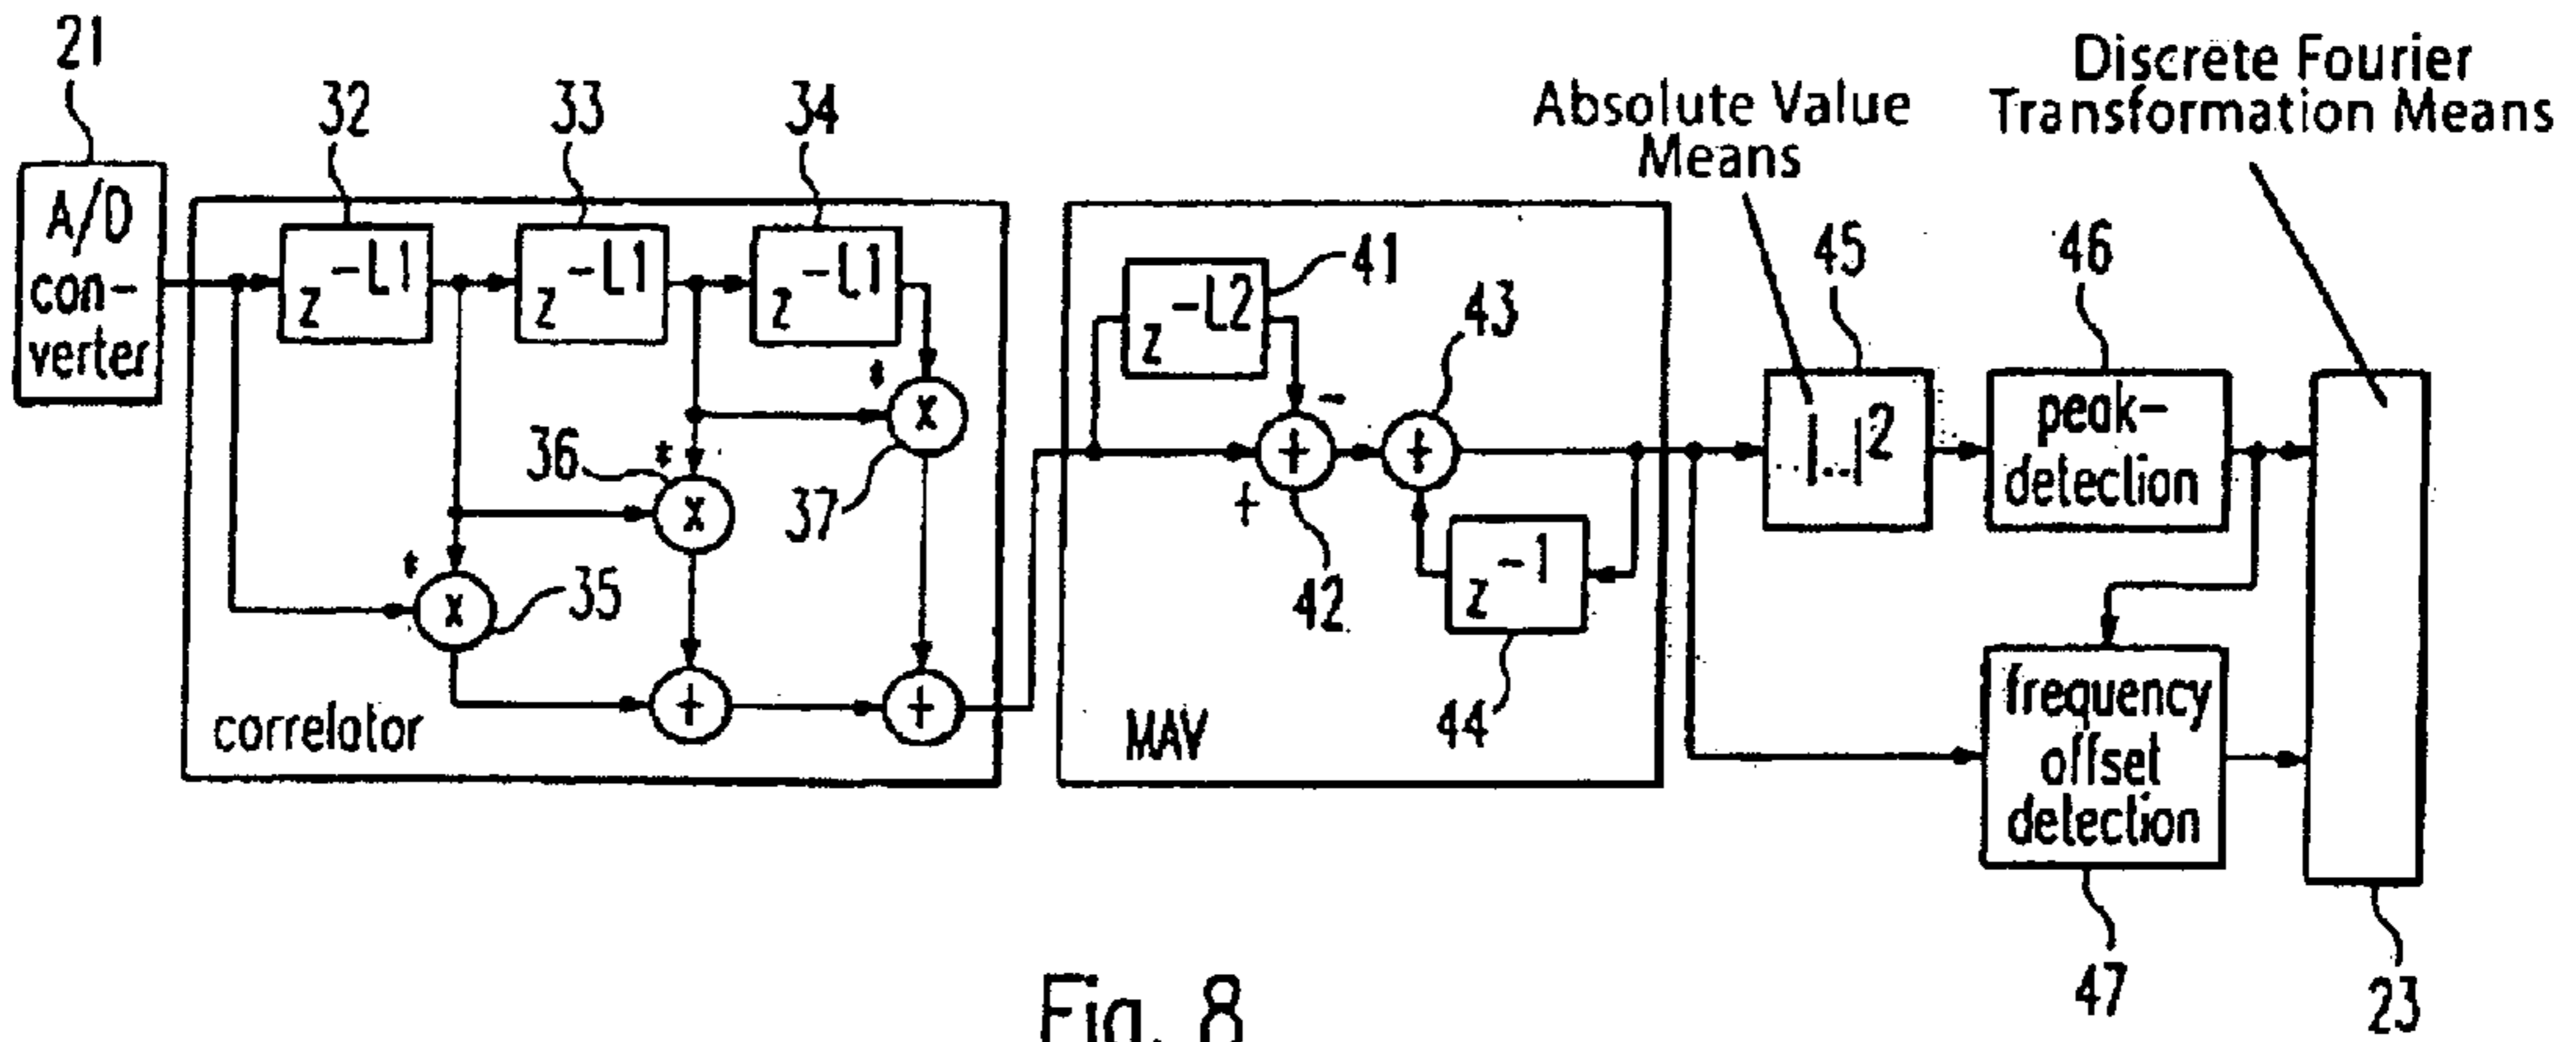 21
A/D
con-
verter
32
33
34
z^-L1
z^-L1
z^-L1
*
x
37
36
*
x
*
x
35
+
+
correlator
41
z^-L2
-
+
+
42
43
+
z^-1
44
MAV
Absolute Value
Means
45
|..|^2
46
peak-
detection
Discrete Fourier
Transformation Means
frequency
offset
detection
47
23
Fig. 8